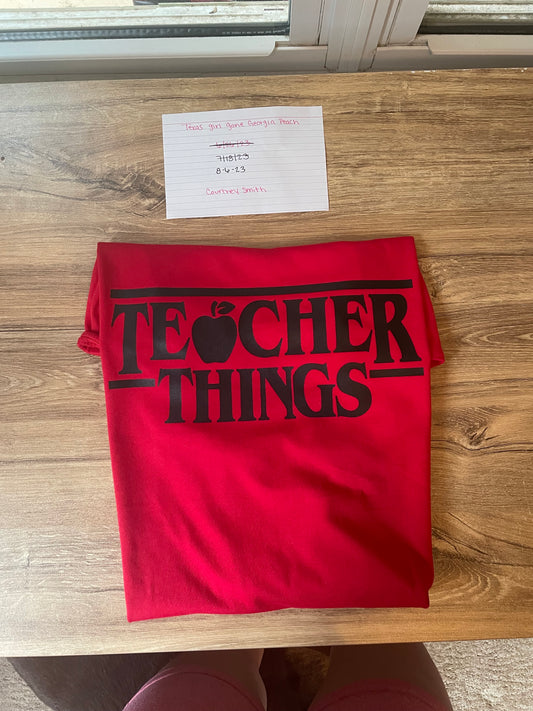 Texas girl gone Georgia Peach
7/18/23
8-6-23
Courtney Smith
TEACHER
THINGS